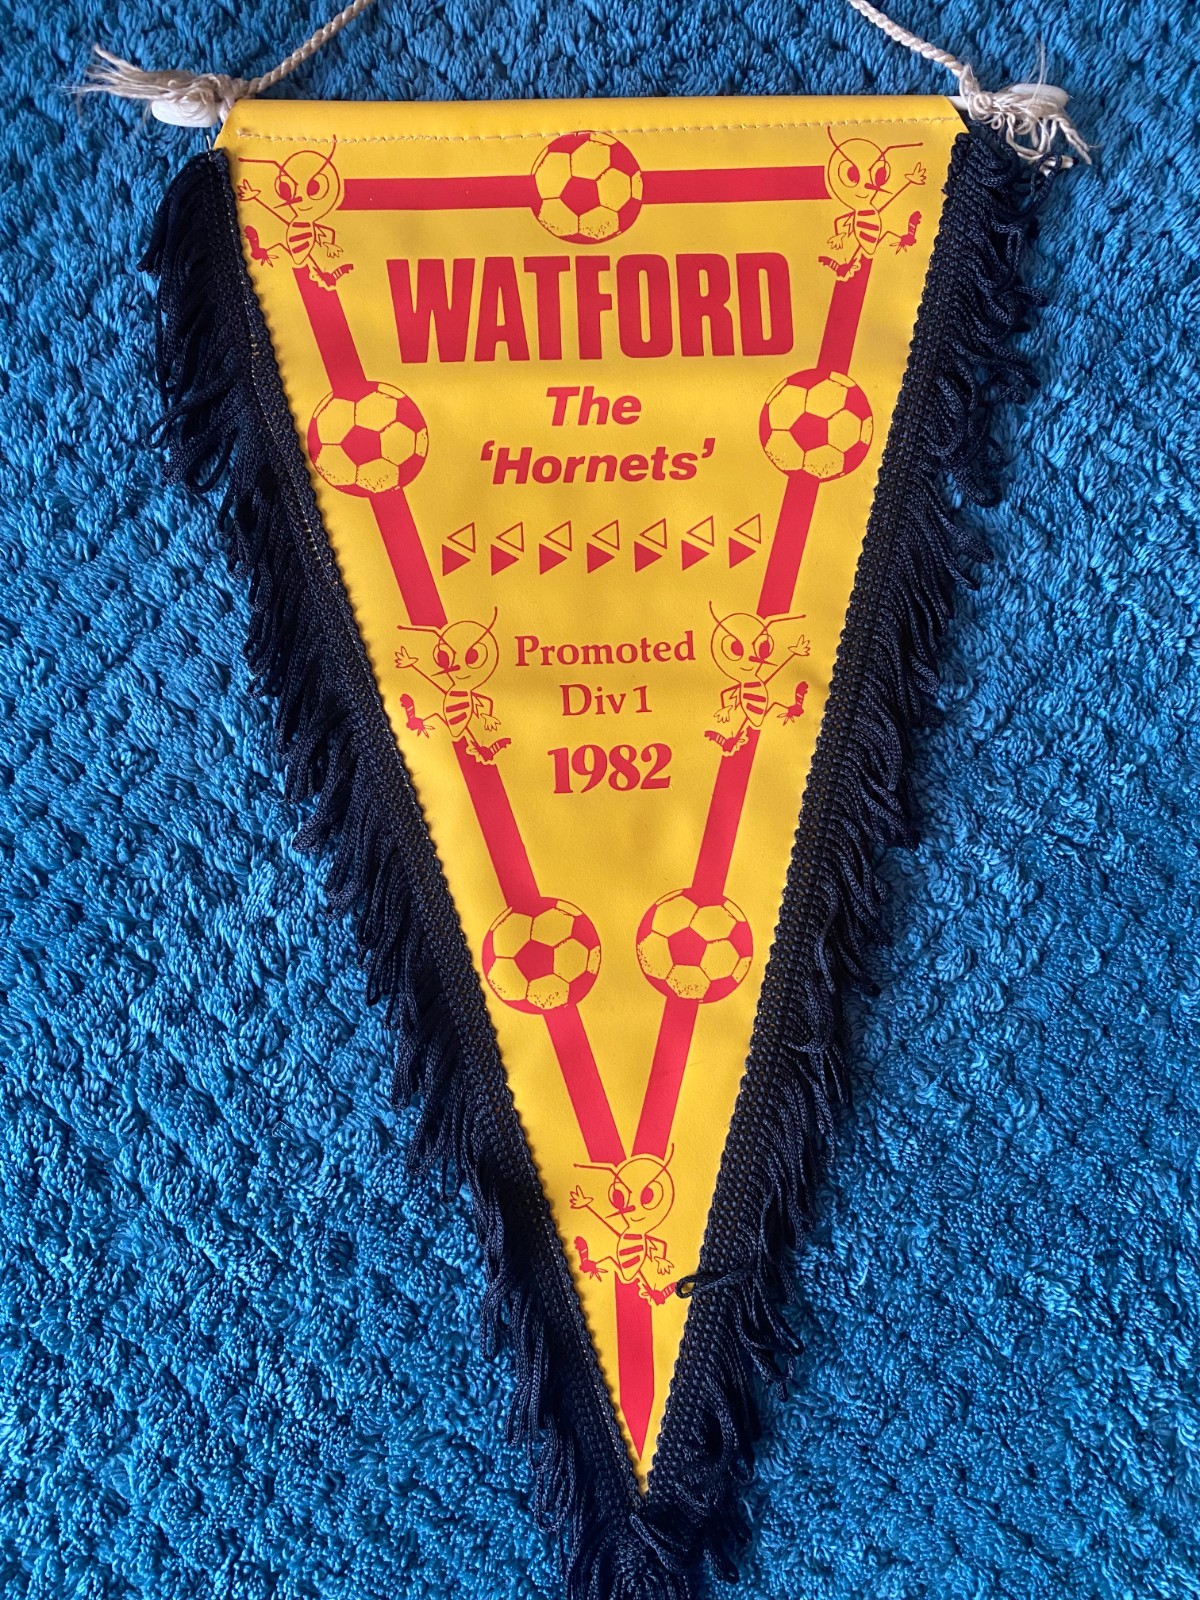 WATFORD
The
‘Hornets’
Promoted
Div 1
1982